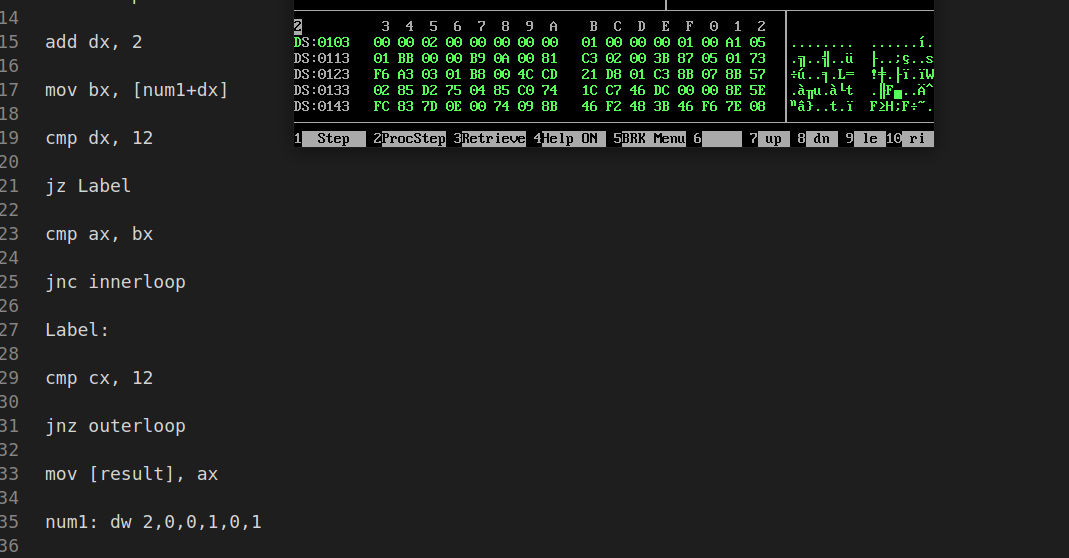 14
15 add dx, 2
16
17 mov bx, [num1+dx]
18
19 cmp dx, 12
20
21 jz Label
22
23 cmp ax, bx
24
25 jnc innerloop
26
27 Label:
28
29 cmp cx, 12
30
31 jnz outerloop
32
33 mov [result], ax
34
35 num1: dw 2,0,0,1,0,1
36
2 3 4 5 6 7 8 9 A B C D E F 0 1 2
DS:0103 00 00 02 00 00 00 00 00 01 00 00 00 01 00 A1 05
DS:0113 01 BB 00 00 B9 0A 00 81 C3 02 00 3B 87 05 01 73
DS:0123 F6 A3 03 01 B8 00 4C CD 21 D8 01 C3 8B 07 8B 57
DS:0133 02 85 D2 75 04 85 C0 74 1C C7 46 DC 00 00 8E 5E
DS:0143 FC 83 7D 0E 00 74 09 8B 46 F2 48 3B 46 F6 7E 08
1 Step 2ProcStep 3Retrieve 4Help ON 5BRK Menu 6 7 up 8 dn 9 le 10 ri